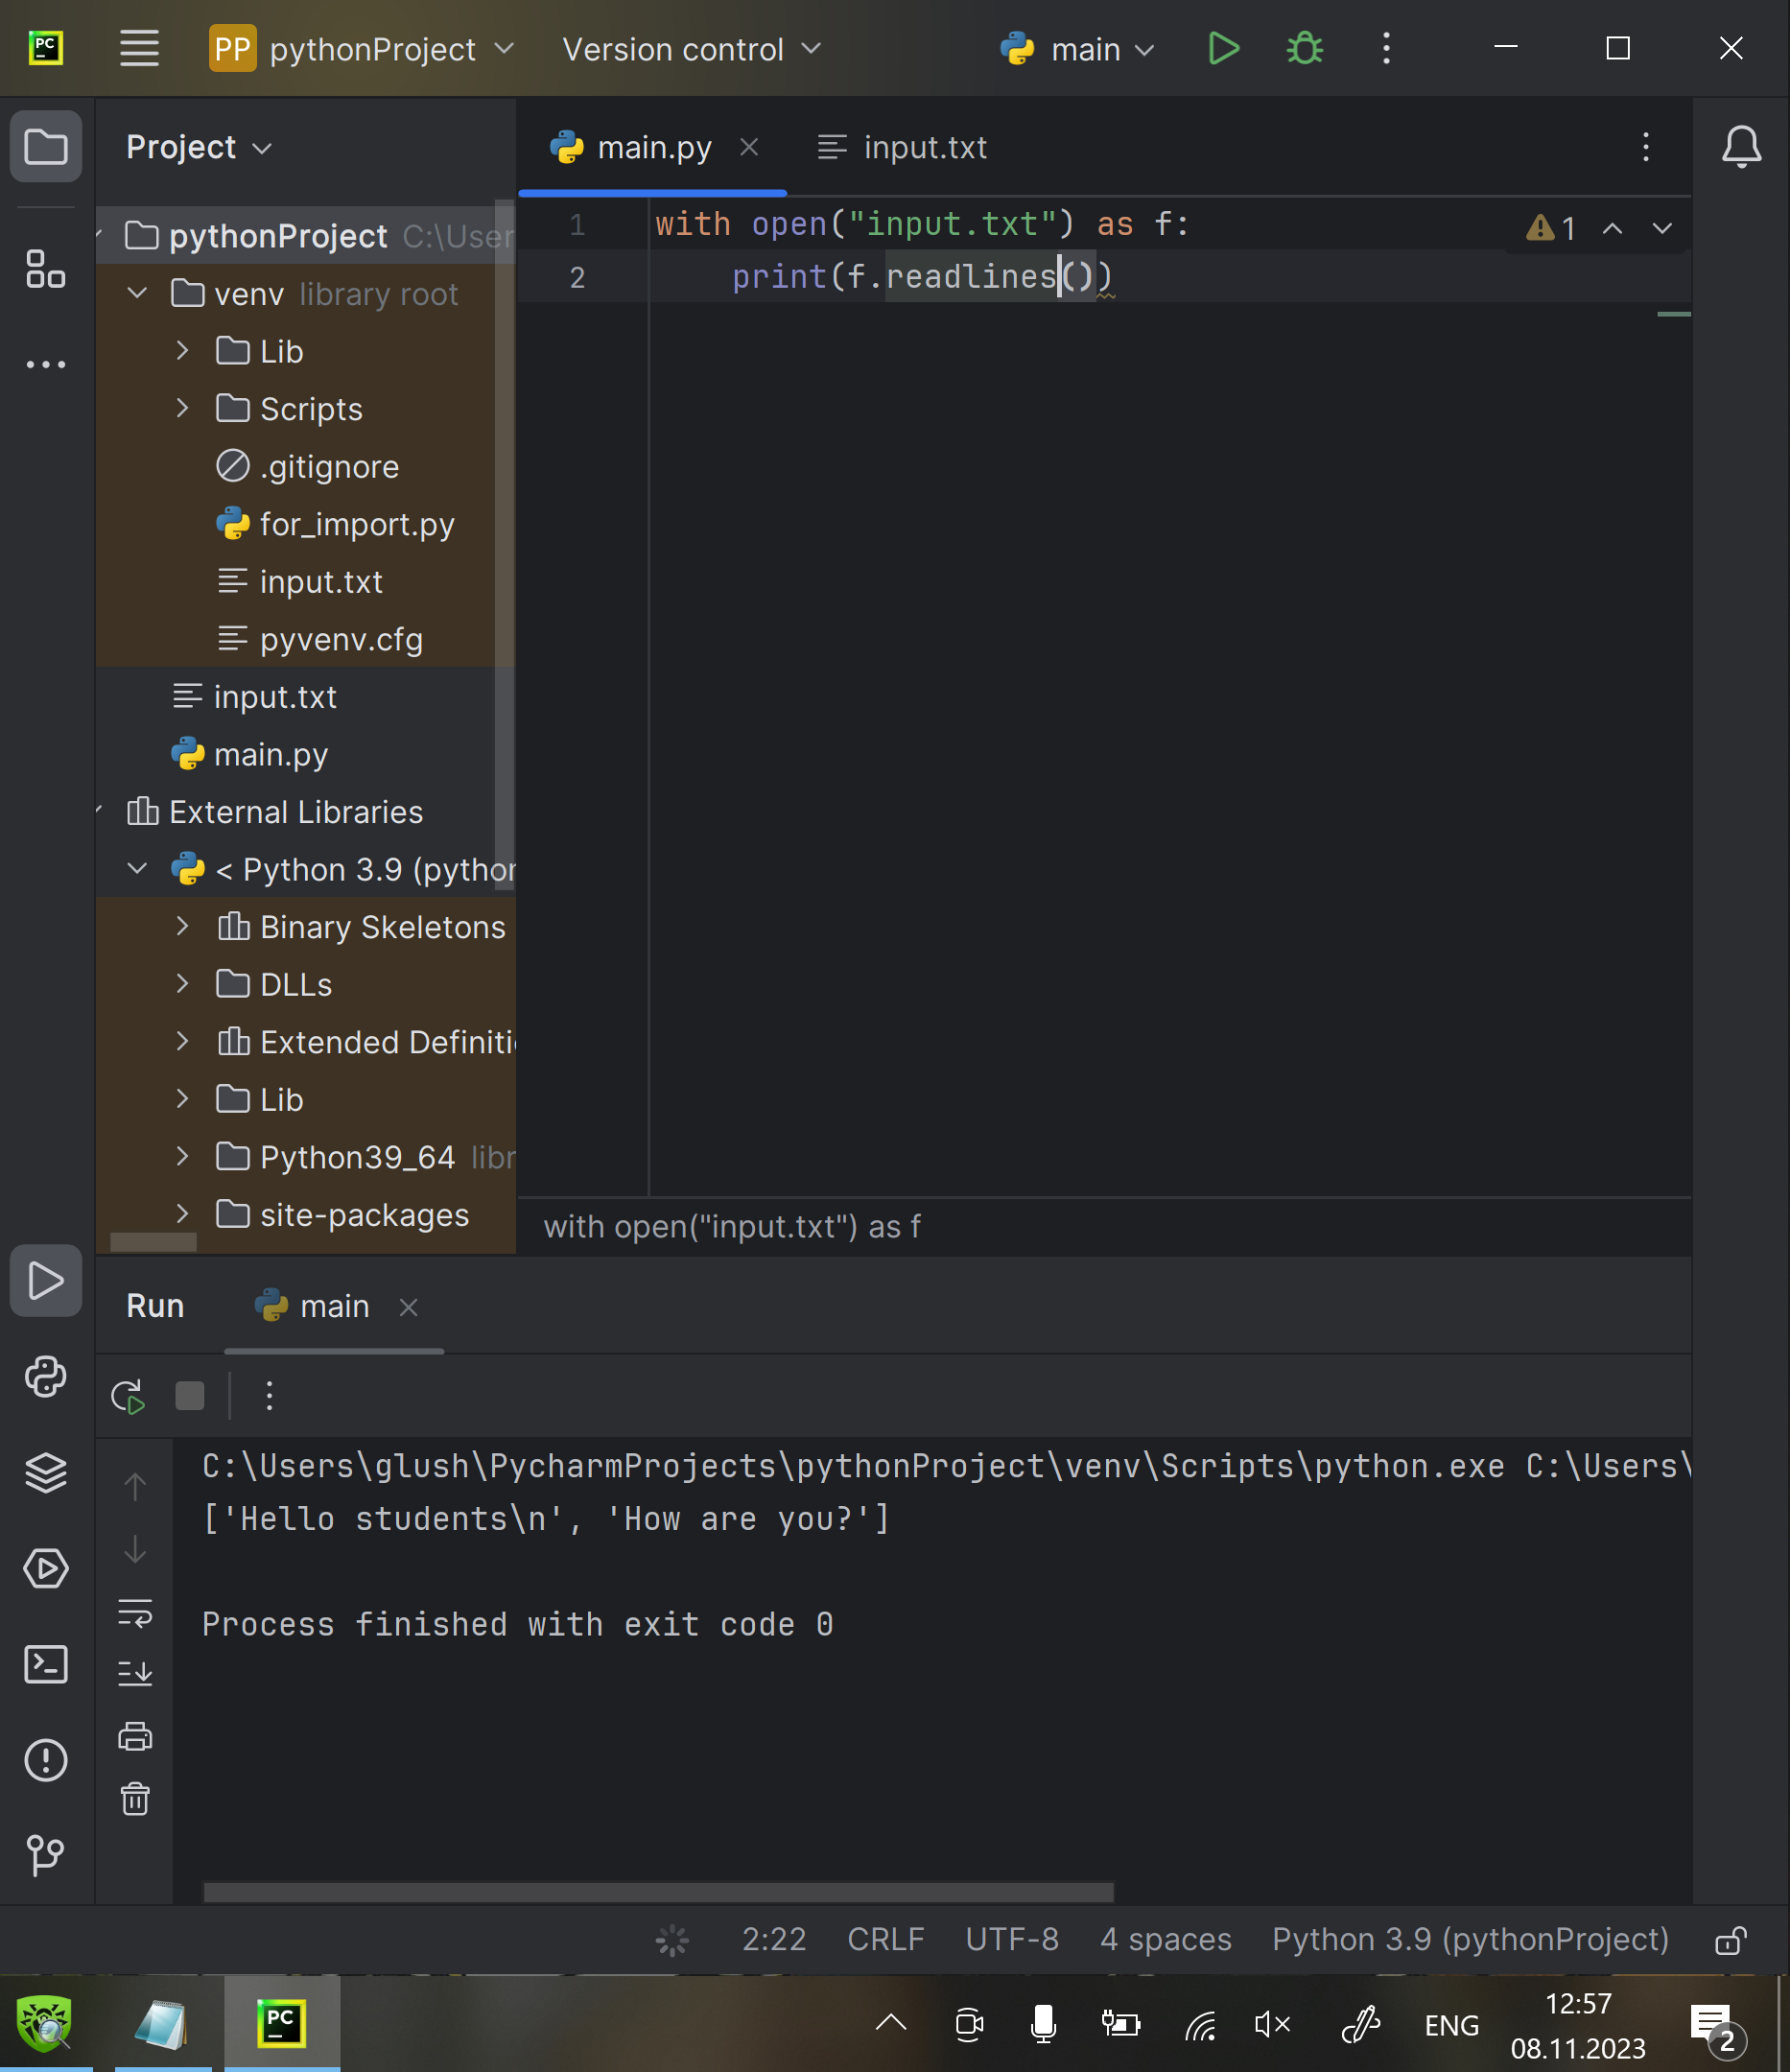 PC
PP pythonProject
Version control
main
Project
main.py
input.txt
pythonProject C:\User
venv library root
Lib
Scripts
.gitignore
for_import.py
input.txt
pyvenv.cfg
input.txt
main.py
External Libraries
< Python 3.9 (python
Binary Skeletons
DLLs
Extended Definiti
Lib
Python39_64 libr
site-packages
1 with open("input.txt") as f:
2     print(f.readlines())
1
with open("input.txt") as f
Run
main
C:\Users\glush\PycharmProjects\pythonProject\venv\Scripts\python.exe C:\Users\
['Hello students\n', 'How are you?']
Process finished with exit code 0
2:22 CRLF UTF-8 4 spaces Python 3.9 (pythonProject)
PC
ENG
12:57
08.11.2023
2